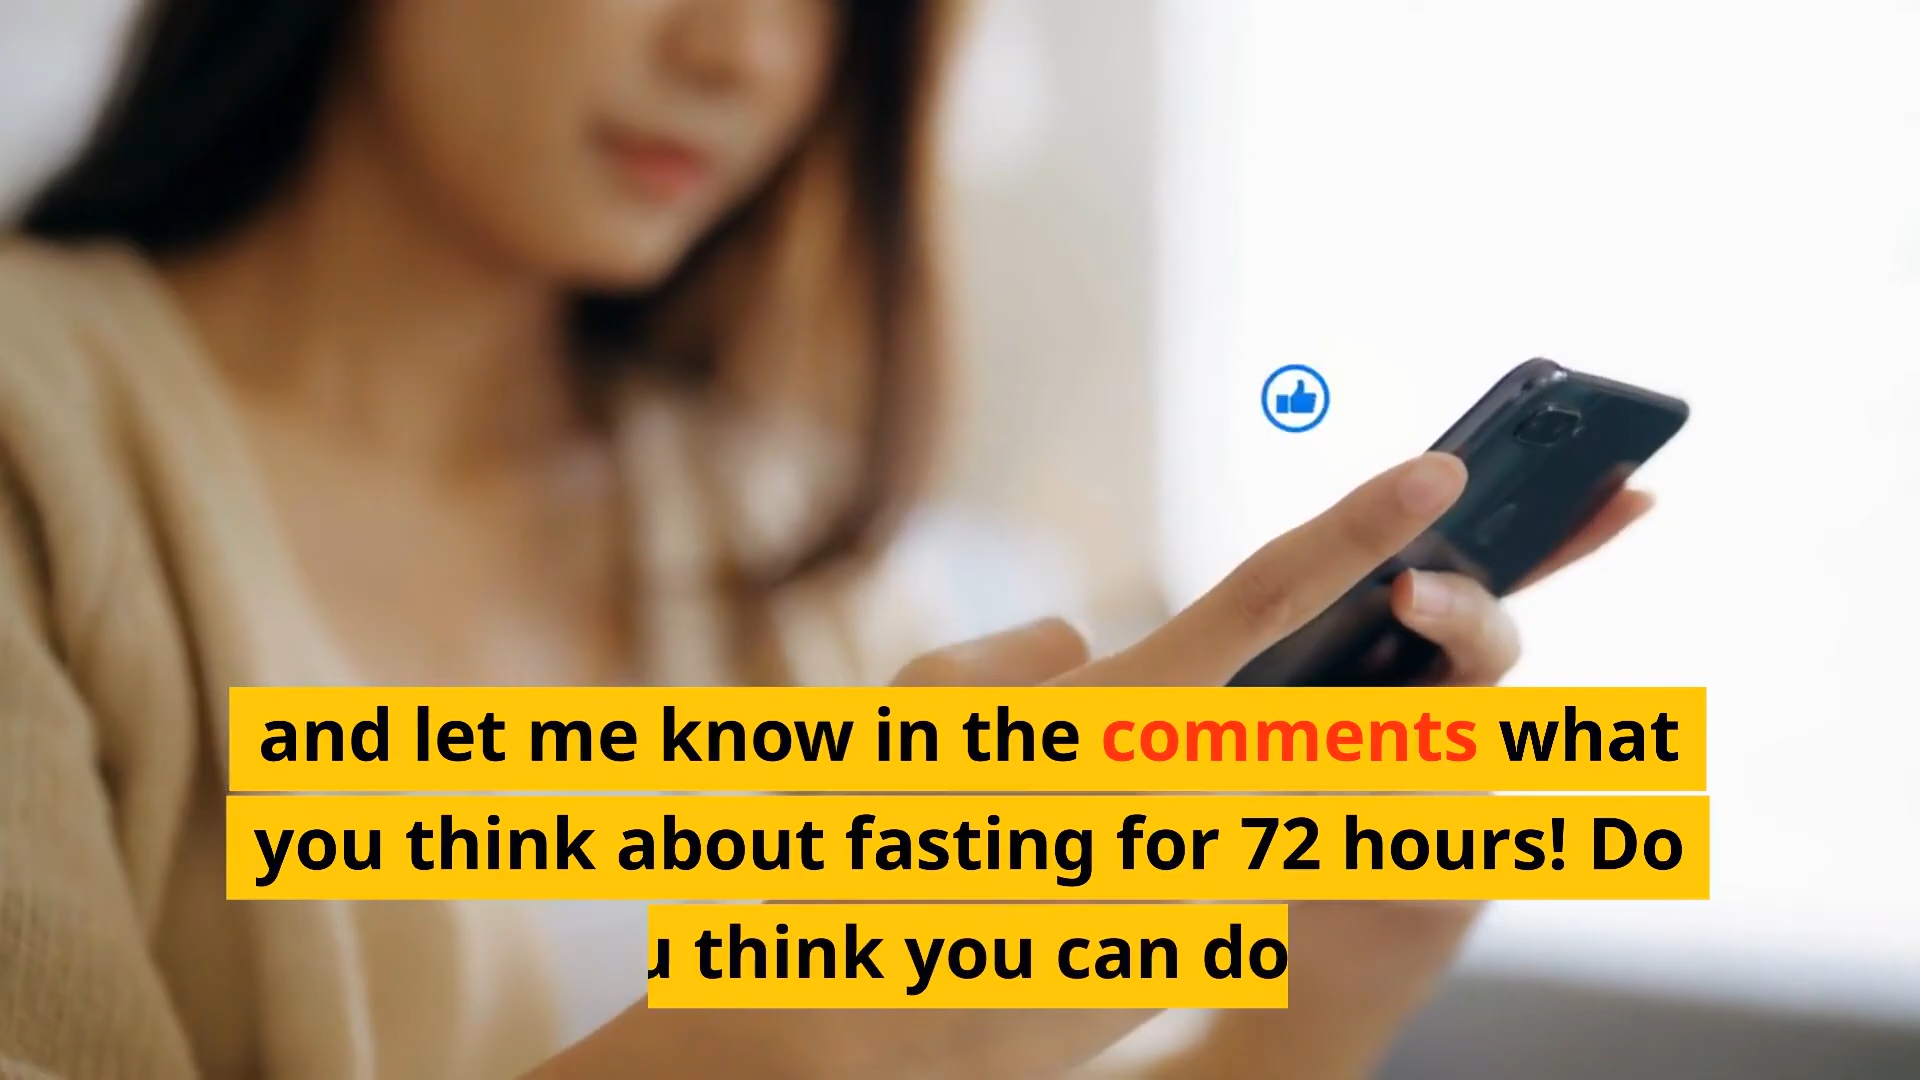 and let me know in the comments what
you think about fasting for 72 hours! Do
u think you can do